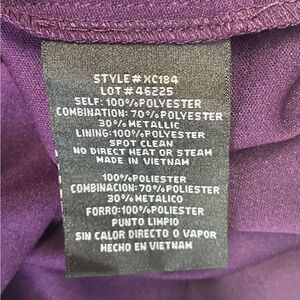 STYLE#XC184
LOT#46225
SELF:100%POLYESTER
COMBINATION:70%POLYESTER
30%METALLIC
LINING:100%POLYESTER
SPOT CLEAN
NO DIRECT HEAT OR STEAM
MADE IN VIETNAM
100%POLIESTER
COMBINACION:70%POLIESTER
30%METALICO
FORRO:100%POLIESTER
PUNTO LIMPIO
SIN CALOR DIRECTO O VAPOR
HECHO EN VIETNAM